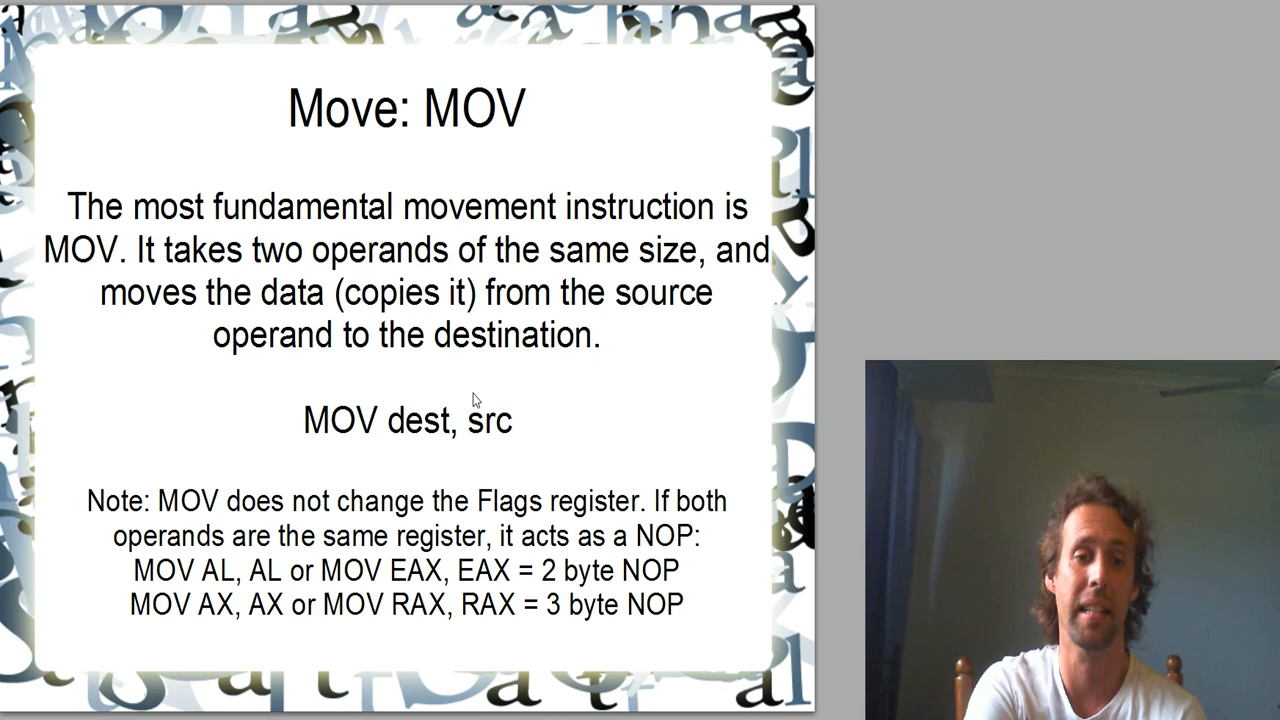 Move: MOV
The most fundamental movement instruction is
MOV. It takes two operands of the same size, and
moves the data (copies it) from the source
operand to the destination.
MOV dest, src
Note: MOV does not change the Flags register. If both
operands are the same register, it acts as a NOP:
MOV AL, AL or MOV EAX, EAX = 2 byte NOP
MOV AX, AX or MOV RAX, RAX = 3 byte NOP